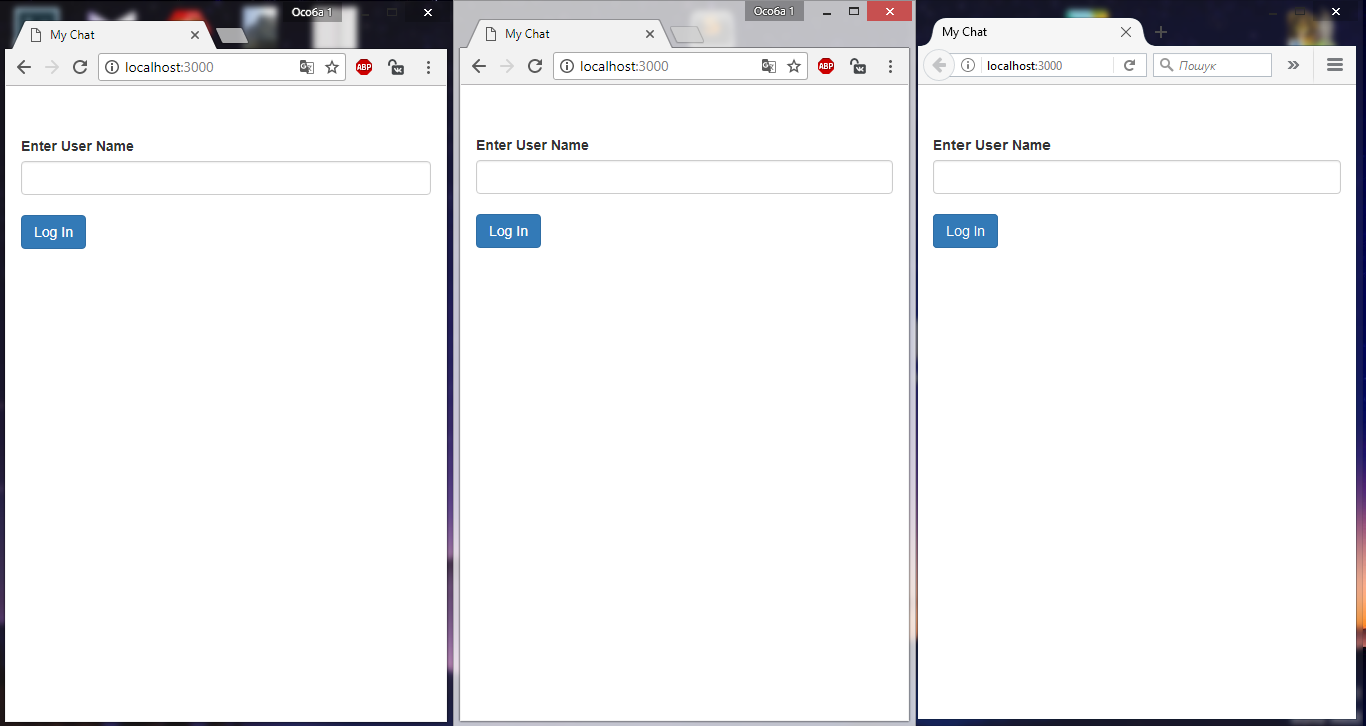 Особа 1
My Chat
localhost:3000
ABP
Enter User Name
Log In
Особа 1
My Chat
localhost:3000
ABP
Enter User Name
Log In
My Chat
localhost:3000
Пошук
Enter User Name
Log In